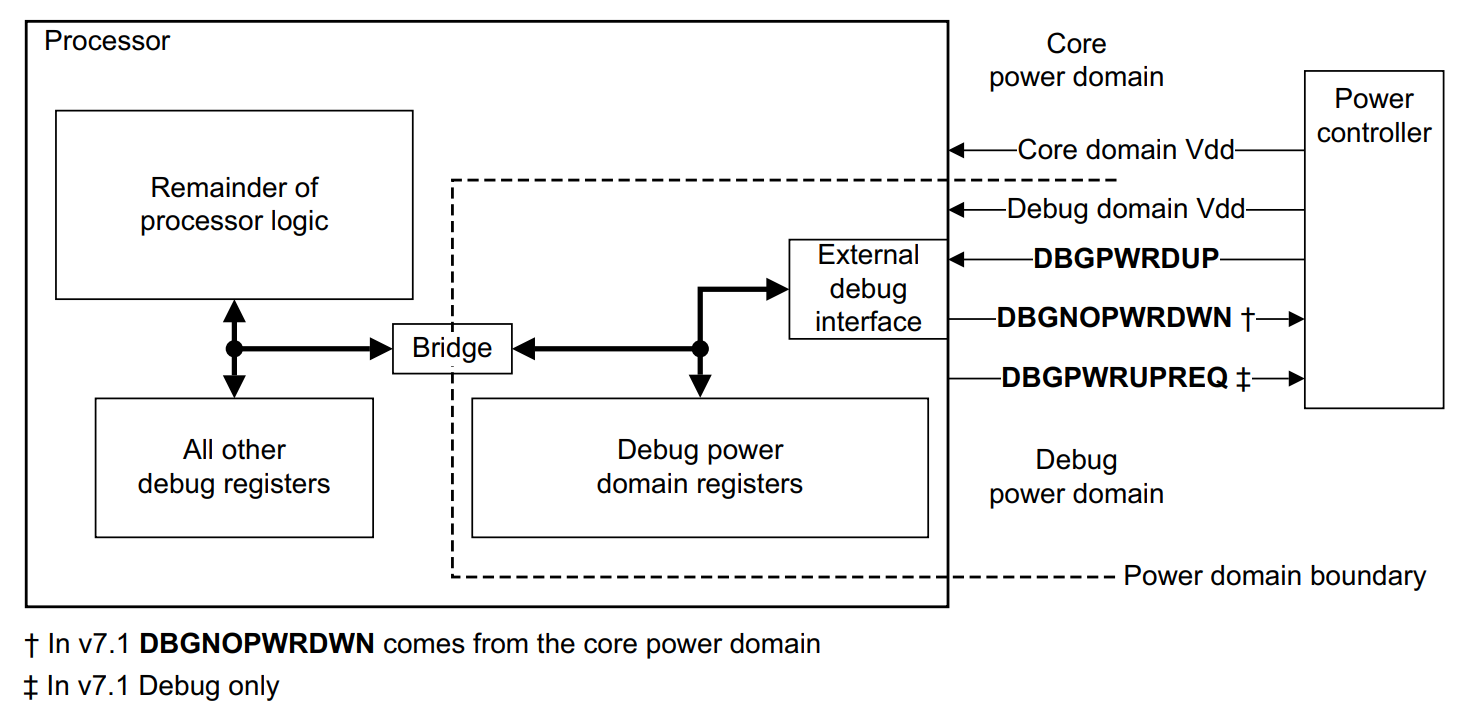 Processor
Core
power domain
Power
controller
Core domain Vdd
Remainder of
processor logic
Debug domain Vdd
DBGPWRDUP
External
debug
interface
DBGNOPWRDWN †
Bridge
DBGPWRUPREQ ‡
All other
debug registers
Debug power
domain registers
Debug
power domain
Power domain boundary
† In v7.1 DBGNOPWRDWN comes from the core power domain
‡ In v7.1 Debug only